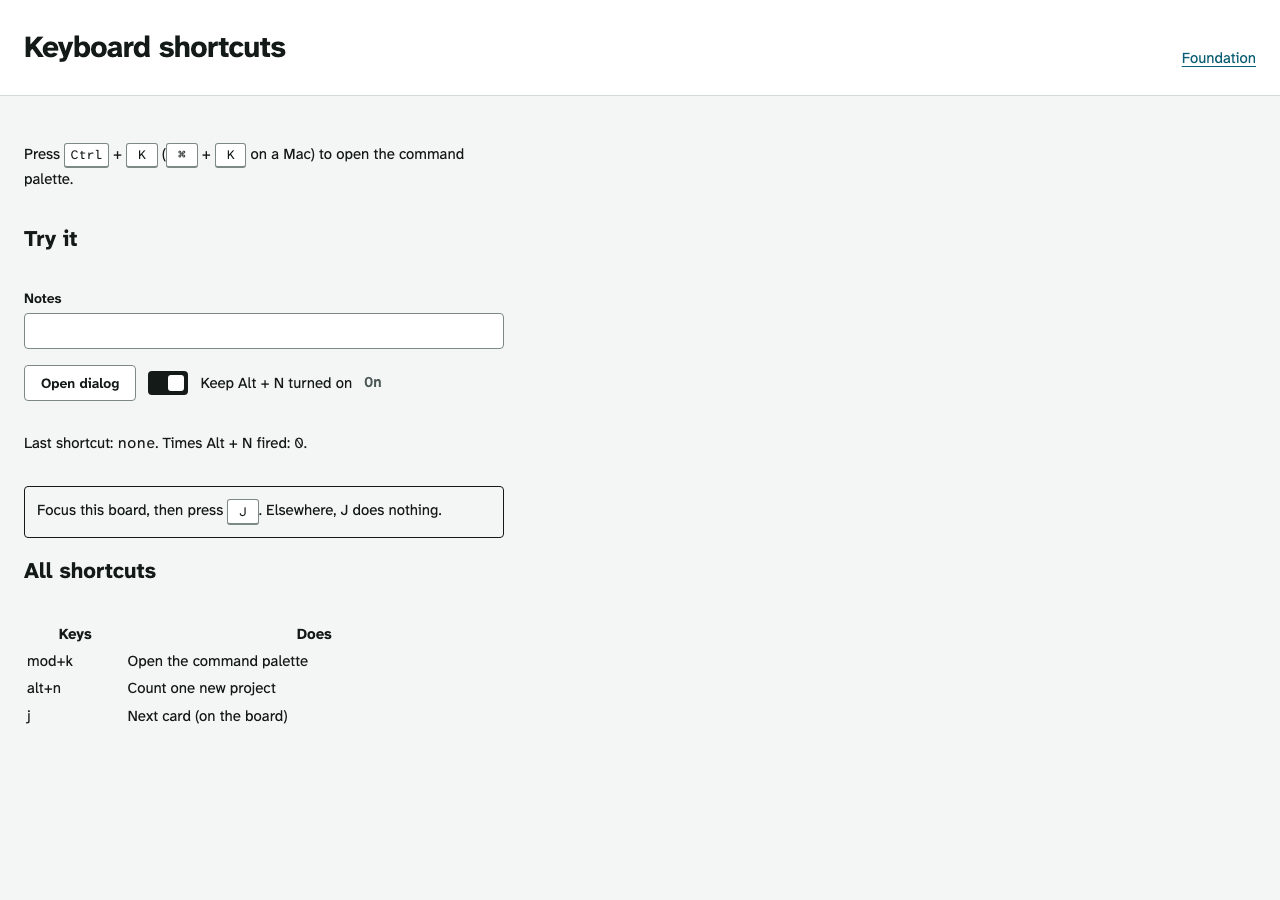 Keyboard shortcuts
Foundation
Press Ctrl + K (⌘ + K on a Mac) to open the command
palette.
Try it
Notes
Open dialog Keep Alt + N turned on On
Last shortcut: none. Times Alt + N fired: 0.
Focus this board, then press J. Elsewhere, J does nothing.
All shortcuts
Keys Does
mod+k Open the command palette
alt+n Count one new project
j Next card (on the board)